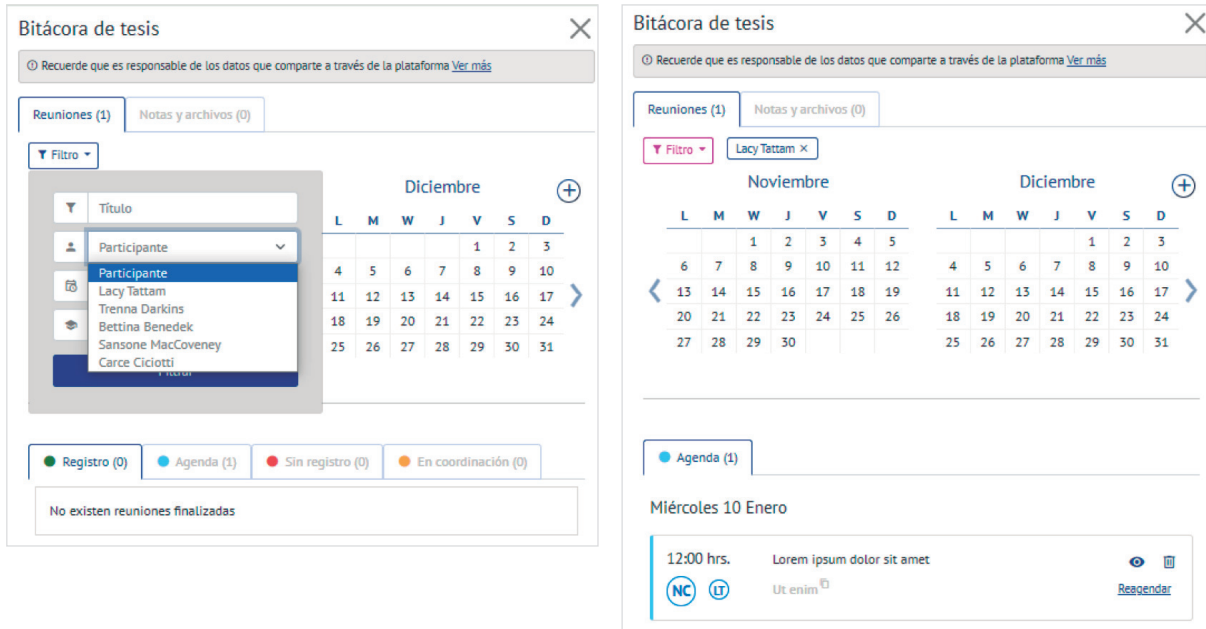 Bitácora de tesis
Recuerde que es responsable de los datos que comparte a través de la plataforma Ver más
Reuniones (1) Notas y archivos (0)
Filtro
Título
Participante
Participante
Lacy Tattam
Trenna Darkins
Bettina Benedek
Sansone MacCoveney
Carce Ciciotti
Filtrar
Diciembre
L M W J V S D
1 2 3
4 5 6 7 8 9 10
11 12 13 14 15 16 17
18 19 20 21 22 23 24
25 26 27 28 29 30 31
Registro (0) Agenda (1) Sin registro (0) En coordinación (0)
No existen reuniones finalizadas
Bitácora de tesis
Recuerde que es responsable de los datos que comparte a través de la plataforma Ver más
Reuniones (1) Notas y archivos (0)
Filtro Lacy Tattam ×
Noviembre
L M W J V S D
1 2 3 4 5
6 7 8 9 10 11 12
13 14 15 16 17 18 19
20 21 22 23 24 25 26
27 28 29 30
Diciembre
L M W J V S D
1 2 3
4 5 6 7 8 9 10
11 12 13 14 15 16 17
18 19 20 21 22 23 24
25 26 27 28 29 30 31
Agenda (1)
Miércoles 10 Enero
12:00 hrs. Lorem ipsum dolor sit amet
NC LT Ut enim Reagendar